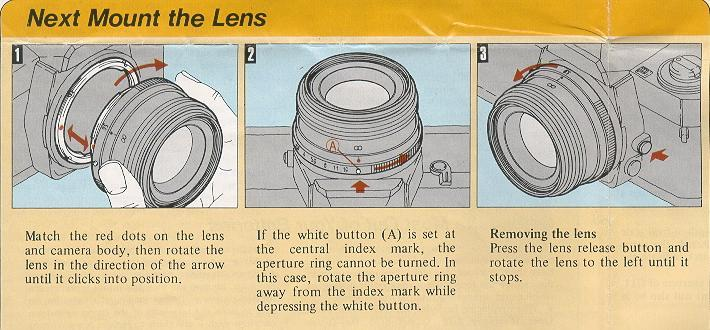 Next Mount the Lens
1
2
3
A
Match the red dots on the lens
and camera body, then rotate the
lens in the direction of the arrow
until it clicks into position.
If the white button (A) is set at
the central index mark, the
aperture ring cannot be turned. In
this case, rotate the aperture ring
away from the index mark while
depressing the white button.
Removing the lens
Press the lens release button and
rotate the lens to the left until it
stops.